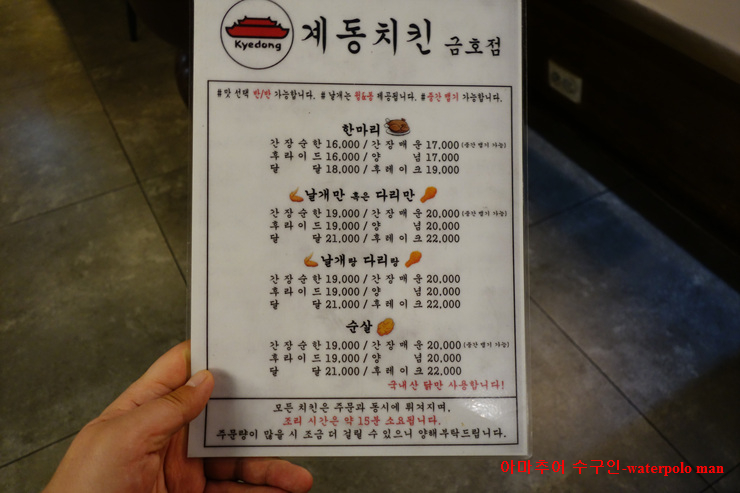 Kyedong
계동치킨 금호점
#맛 선택 반/반 가능합니다. #날개는 윙&봉 제공됩니다. #중간 맵기 가능합니다.
한마리
간장순한 16,000 / 간장매운 17,000 (중간 맵기 가능)
후라이드 16,000 / 양 념 17,000
달 달 18,000 / 후레이크 19,000
날개만 혹은 다리만
간장순한 19,000 / 간장매운 20,000 (중간 맵기 가능)
후라이드 19,000 / 양 념 20,000
달 달 21,000 / 후레이크 22,000
날개랑 다리랑
간장순한 19,000 / 간장매운 20,000
후라이드 19,000 / 양 념 20,000
달 달 21,000 / 후레이크 22,000
순살
간장순한 19,000 / 간장매운 20,000 (중간 맵기 가능)
후라이드 19,000 / 양 념 20,000
달 달 21,000 / 후레이크 22,000
국내산 닭만 사용합니다!
모든 치킨은 주문과 동시에 튀겨지며,
조리 시간은 약 15분 소요됩니다.
주문량이 많을 시 조금 더 걸릴 수 있으니 양해부탁드립니다.
수구인-waterpolo man